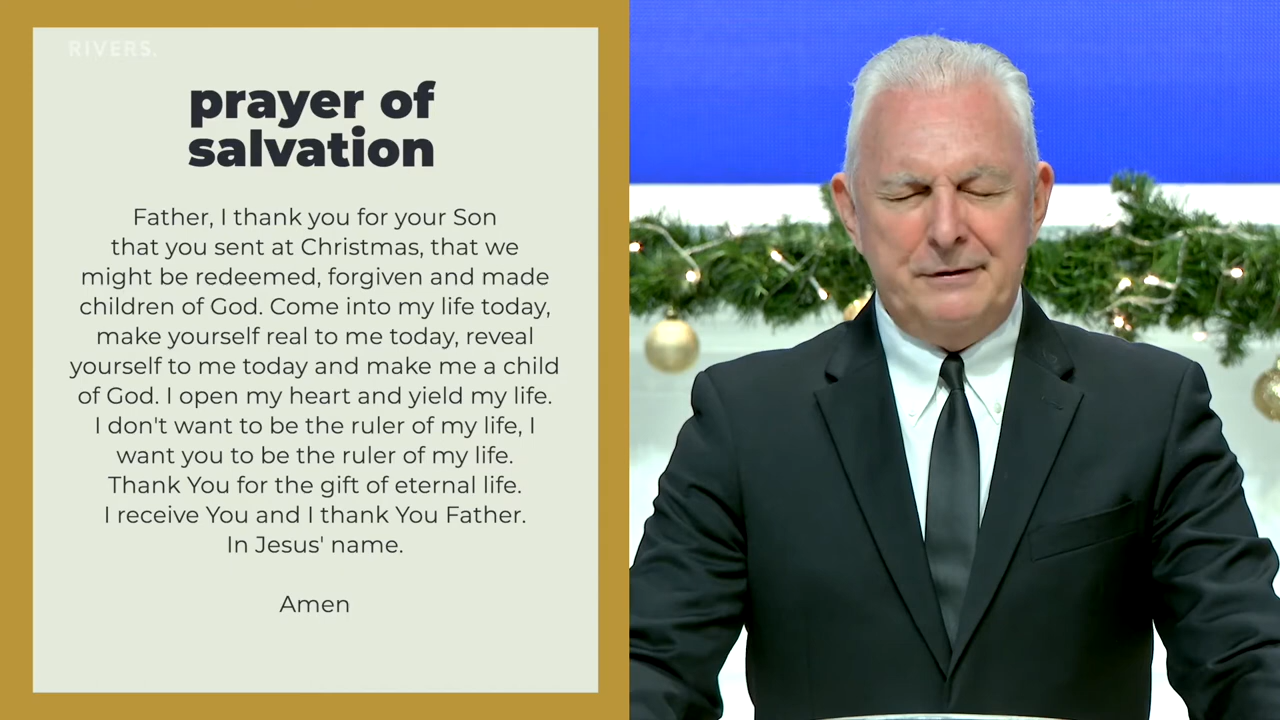 RIVERS.
prayer of
salvation
Father, I thank you for your Son
that you sent at Christmas, that we
might be redeemed, forgiven and made
children of God. Come into my life today,
make yourself real to me today, reveal
yourself to me today and make me a child
of God. I open my heart and yield my life.
I don't want to be the ruler of my life, I
want you to be the ruler of my life.
Thank You for the gift of eternal life.
I receive You and I thank You Father.
In Jesus' name.
Amen